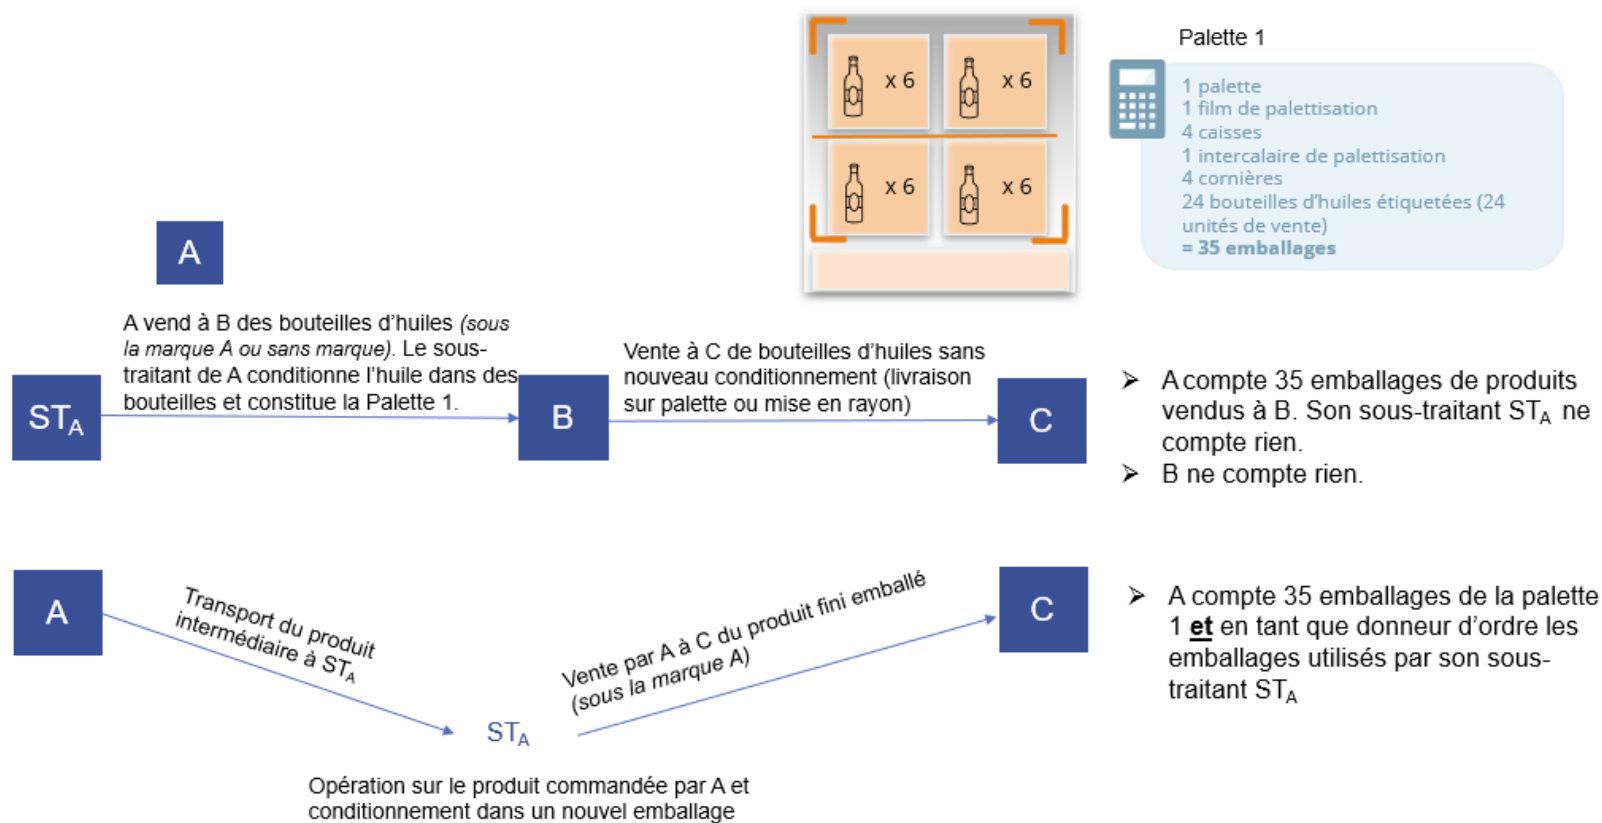 Palette 1
x 6
x 6
x 6
x 6
1 palette
1 film de palettisation
4 caisses
1 intercalaire de palettisation
4 cornières
24 bouteilles d'huiles étiquetées (24
unités de vente)
= 35 emballages
A
A vend à B des bouteilles d'huiles (sous
la marque A ou sans marque). Le sous-
traitant de A conditionne l'huile dans des
bouteilles et constitue la Palette 1.
STA
B
Vente à C de bouteilles d'huiles sans
nouveau conditionnement (livraison
sur palette ou mise en rayon)
C
➢ A compte 35 emballages de produits
vendus à B. Son sous-traitant STA ne
compte rien.
➢ B ne compte rien.
A
Transport du produit
intermédiaire à STA
STA
Opération sur le produit commandée par A et
conditionnement dans un nouvel emballage
Vente par A à C du produit fini emballé
(sous la marque A)
C
➢ A compte 35 emballages de la palette
1 et en tant que donneur d'ordre les
emballages utilisés par son sous-
traitant STA